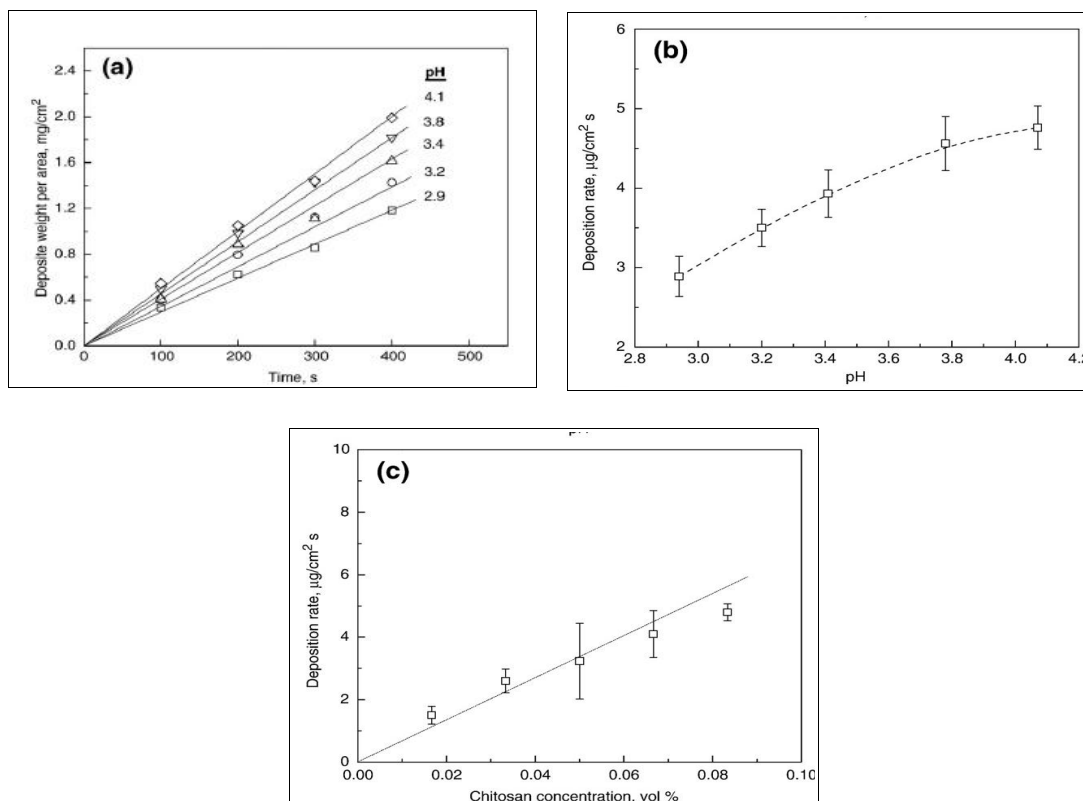 (a)
pH
4.1
3.8
3.4
3.2
2.9
2.4
2.0
1.6
1.2
0.8
0.4
0.0
0 100 200 300 400 500
Time, s
Deposite weight per area, mg/cm²
(b)
6
5
4
3
2
2.8 3.0 3.2 3.4 3.6 3.8 4.0
pH
Deposition rate, µg/cm² s
(c)
10
8
6
4
2
0
0.00 0.02 0.04 0.06 0.08 0.10
Chitosan concentration, vol %
Deposition rate, µg/cm² s